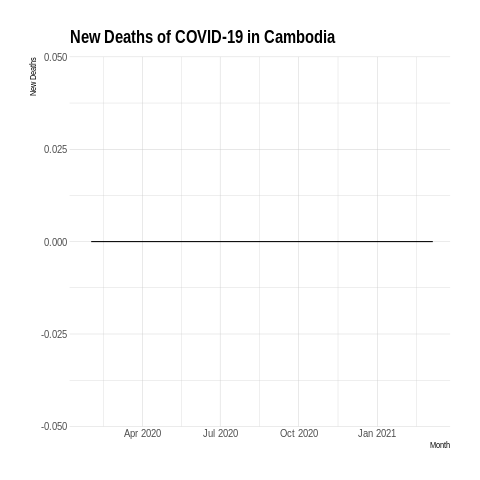 New Deaths of COVID-19 in Cambodia
New Deaths
0.050
0.025
0.000
-0.025
-0.050
Apr 2020
Jul 2020
Oct 2020
Jan 2021
Month